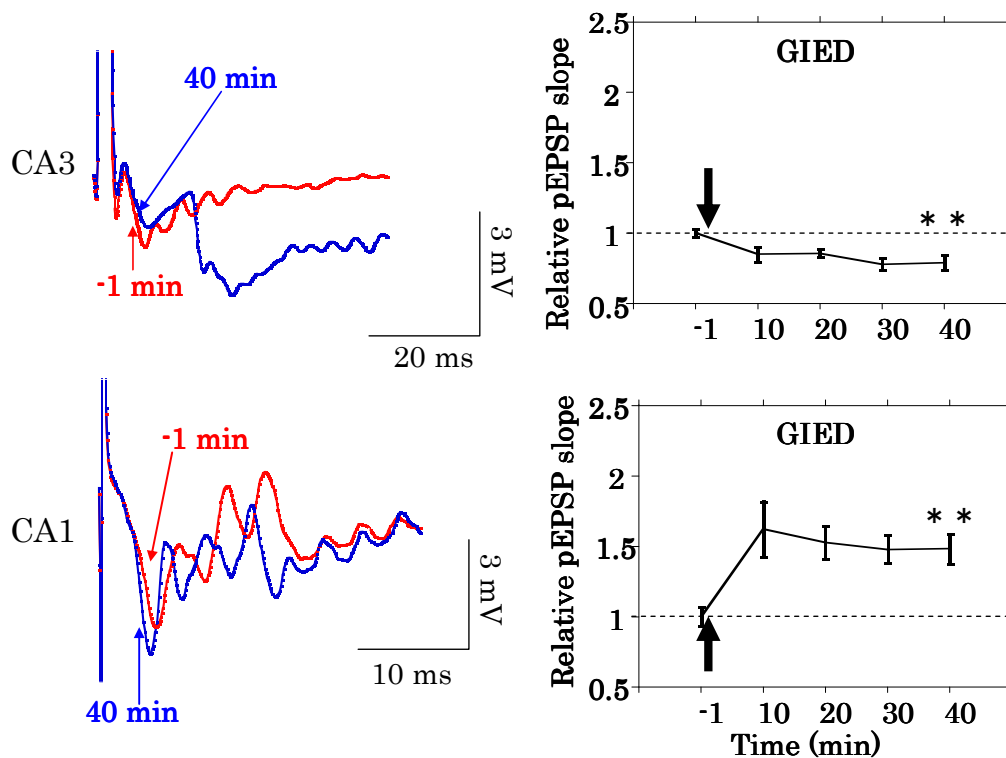 40 min
CA3
-1 min
3 mV
20 ms
2.5
GIED
2
1.5
* *
1
0.5
-1 10 20 30 40
Relative pEPSP slope
-1 min
CA1
3 mV
10 ms
40 min
2.5
GIED
2
* *
1.5
1
0.5
-1 10 20 30 40
Time (min)
Relative pEPSP slope